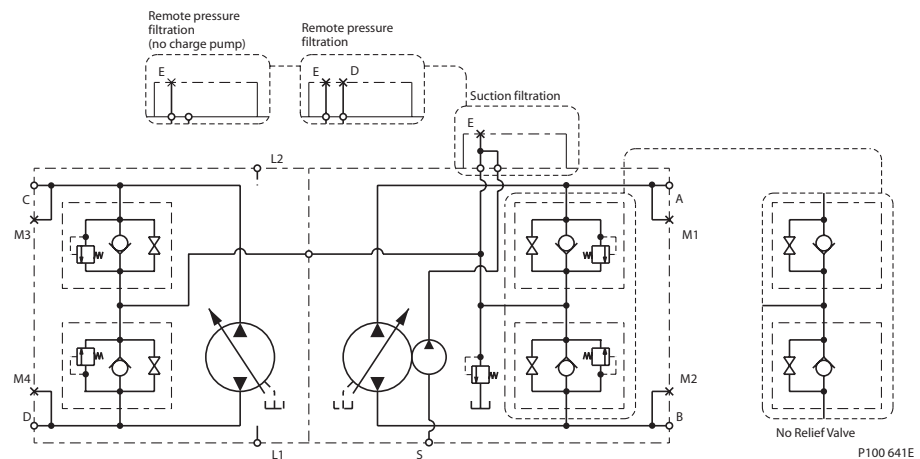 Remote pressure
filtration
(no charge pump)
Remote pressure
filtration
E
E
D
Suction filtration
E
L2
C
A
M3
M1
M4
M2
D
B
L1
S
No Relief Valve
P100 641E